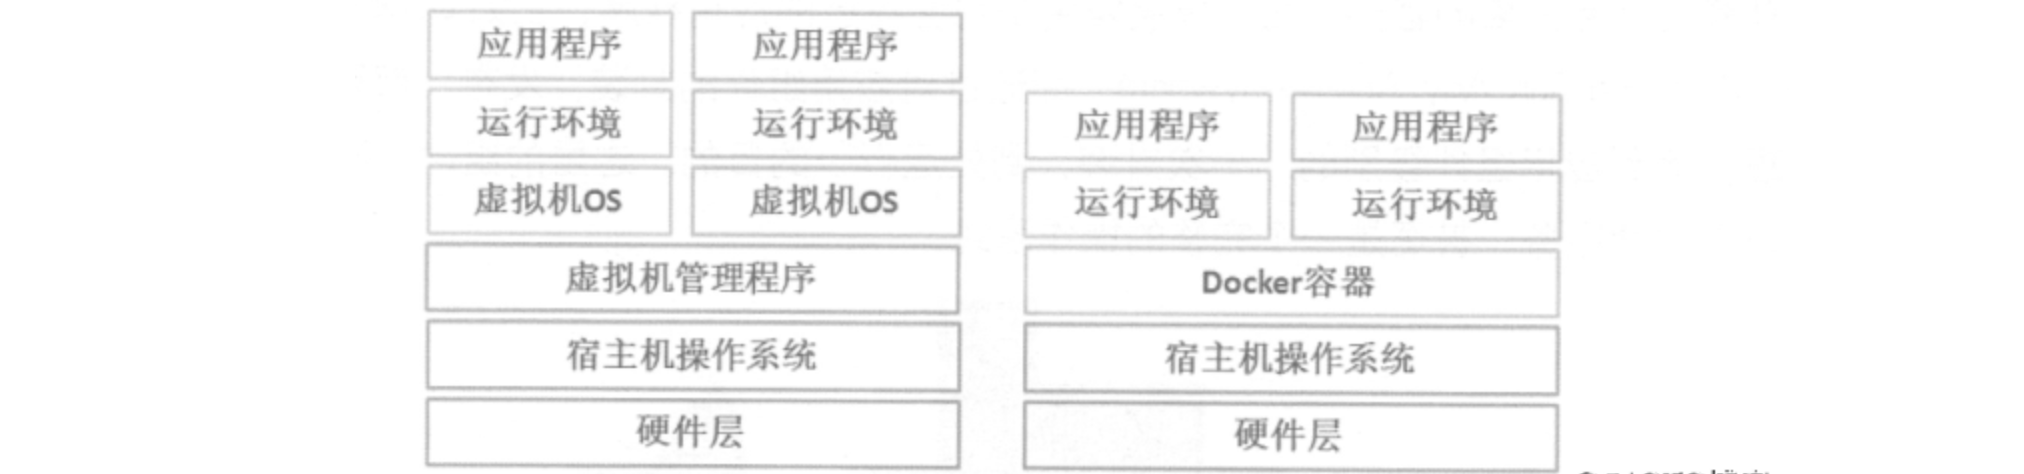 应用程序 应用程序
运行环境 运行环境
虚拟机OS 虚拟机OS
虚拟机管理程序
宿主机操作系统
硬件层
应用程序 应用程序
运行环境 运行环境
Docker容器
宿主机操作系统
硬件层